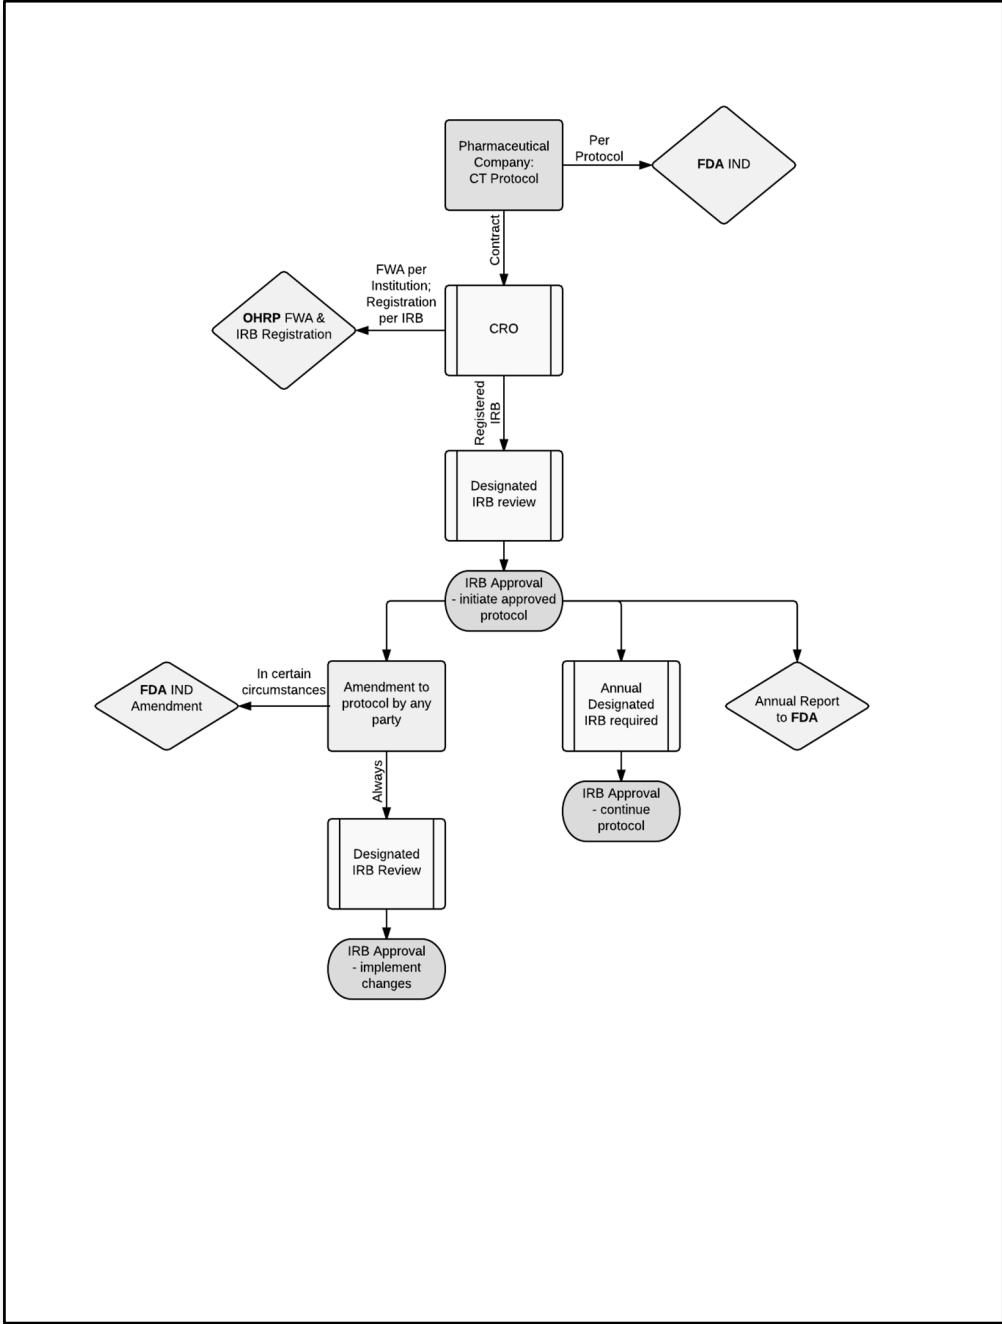 Pharmaceutical
Company:
CT Protocol
Per
Protocol
FDA IND
Contract
FWA per
Institution;
Registration
per IRB
OHRP FWA &
IRB Registration
CRO
Registered
IRB
Designated
IRB review
IRB Approval
- initiate approved
protocol
FDA IND
Amendment
In certain
circumstances
Amendment to
protocol by any
party
Annual
Designated
IRB required
Annual Report
to FDA
Always
IRB Approval
- continue
protocol
Designated
IRB Review
IRB Approval
- implement
changes